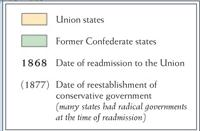 Union states
Former Confederate states
1868 Date of readmission to the Union
(1877) Date of reestablishment of
conservative government
(many states had radical governments
at the time of readmission)